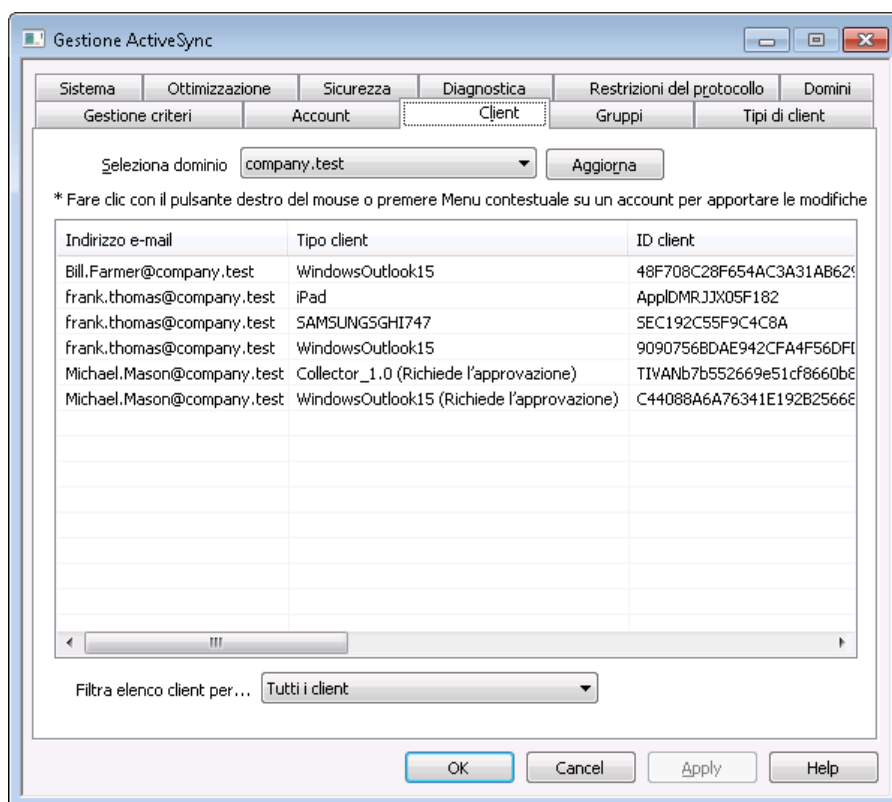 Gestione ActiveSync
Sistema Ottimizzazione Sicurezza Diagnostica Restrizioni del protocollo Domini
Gestione criteri Account Client Gruppi Tipi di client
Seleziona dominio company.test Aggiorna
* Fare clic con il pulsante destro del mouse o premere Menu contestuale su un account per apportare le modifiche
Indirizzo e-mail Tipo client ID client
Bill.Farmer@company.test WindowsOutlook15 48F708C28F654AC3A31AB629
frank.thomas@company.test iPad ApplDMRJJX05F182
frank.thomas@company.test SAMSUNGSGHI747 SEC192C55F9C4C8A
frank.thomas@company.test WindowsOutlook15 9090756BDAE942CFA4F56DF
Michael.Mason@company.test Collector_1.0 (Richiede l'approvazione) TIVANb7b552669e51cf8660b8
Michael.Mason@company.test WindowsOutlook15 (Richiede l'approvazione) C44088A6A76341E192B25668
Filtra elenco client per... Tutti i client
OK Cancel Apply Help